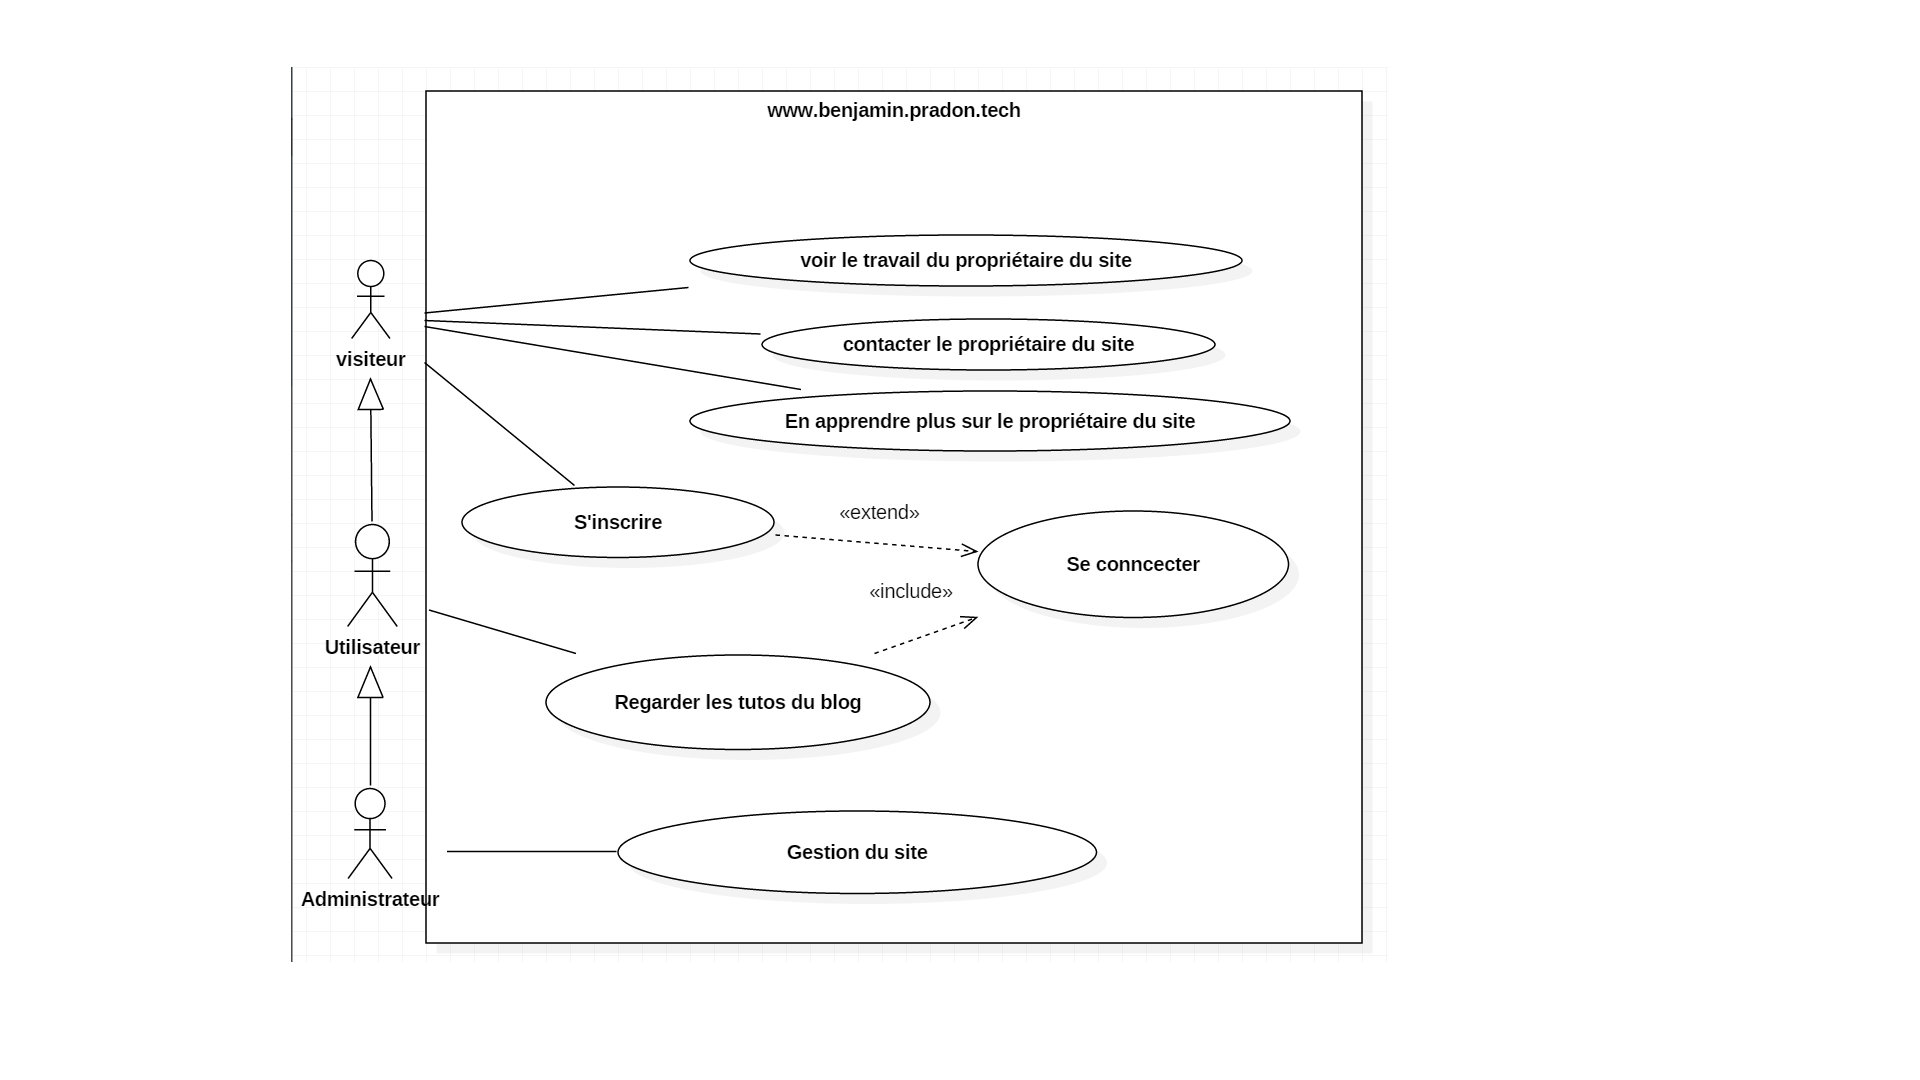 www.benjamin.pradon.tech
voir le travail du propriétaire du site
contacter le propriétaire du site
visiteur
En apprendre plus sur le propriétaire du site
S'inscrire
«extend»
Se conncecter
«include»
Utilisateur
Regarder les tutos du blog
Gestion du site
Administrateur